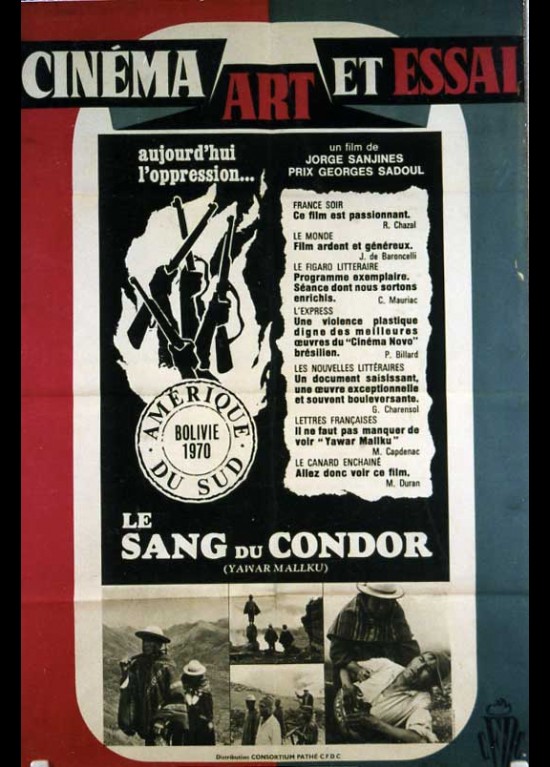 CINÉMA ART ET ESSAI
aujourd'hui
l'oppression...
un film de
JORGE SANJINES
PRIX GEORGES SADOUL
FRANCE SOIR
Ce film est passionnant.
R. Chazal
LE MONDE
Film ardent et généreux.
J. de Baroncelli
LE FIGARO LITTERAIRE
Programme exemplaire.
Séance dont nous sortons
enrichis.
C. Mauriac
L'EXPRESS
Une violence plastique
digne des meilleures
œuvres du "Cinéma Novo"
brésilien.
P. Billard
LES NOUVELLES LITTÉRAIRES
Un document saisissant,
une œuvre exceptionnelle
et souvent bouleversante.
G. Charensol
LETTRES FRANÇAISES
Il ne faut pas manquer de
voir "Yawar Mallku"
M. Capdenac
LE CANARD ENCHAINÉ
Allez donc voir ce film.
M. Duran
AMÉRIQUE
BOLIVIE
1970
DU SUD
LE
SANG DU CONDOR
(YAWAR MALLKU)
Distribution CONSORTIUM PATHÉ C.F.D.C